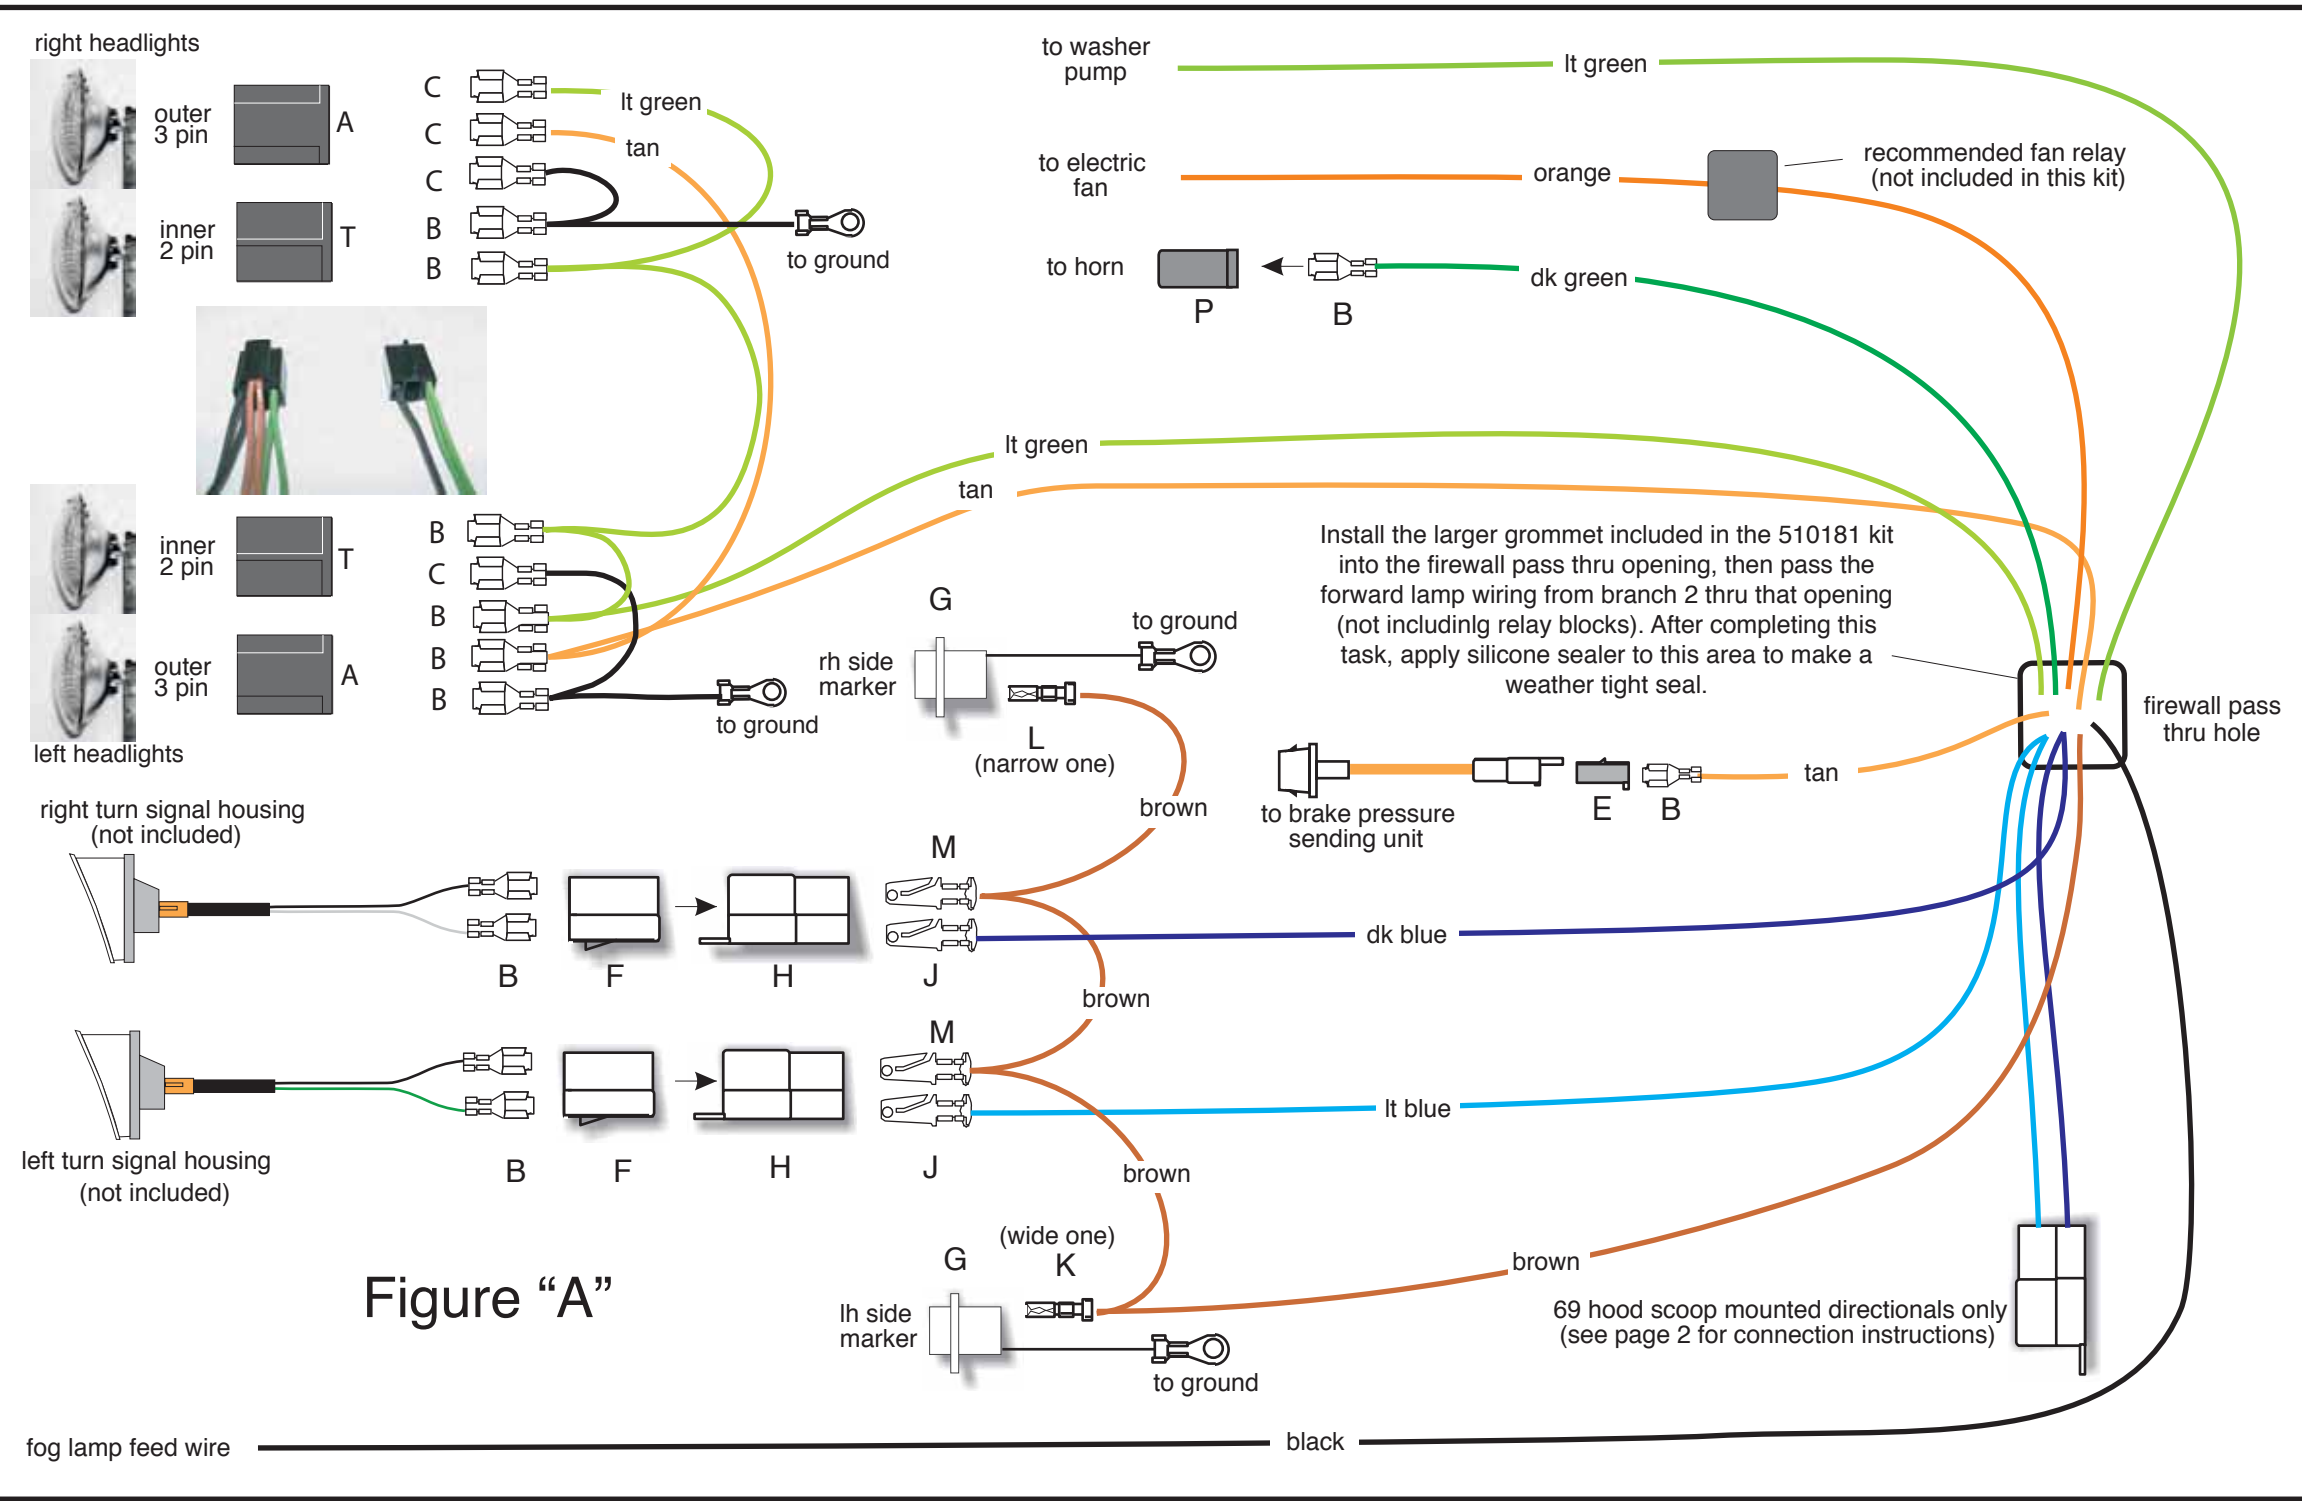 right headlights
outer
3 pin
A
inner
2 pin
T
C
C
C
B
B
lt green
tan
to ground
to washer
pump
lt green
to electric
fan
orange
recommended fan relay
(not included in this kit)
to horn
P
B
dk green
lt green
tan
inner
2 pin
T
outer
3 pin
A
left headlights
B
C
B
B
B
to ground
G
rh side
marker
to ground
L
(narrow one)
brown
Install the larger grommet included in the 510181 kit
into the firewall pass thru opening, then pass the
forward lamp wiring from branch 2 thru that opening
(not includinlg relay blocks). After completing this
task, apply silicone sealer to this area to make a
weather tight seal.
firewall pass
thru hole
to brake pressure
sending unit
E
B
tan
right turn signal housing
(not included)
B
F
H
M
J
dk blue
brown
left turn signal housing
(not included)
B
F
H
M
J
lt blue
brown
Figure “A”
(wide one)
G
K
lh side
marker
to ground
brown
69 hood scoop mounted directionals only
(see page 2 for connection instructions)
fog lamp feed wire
black